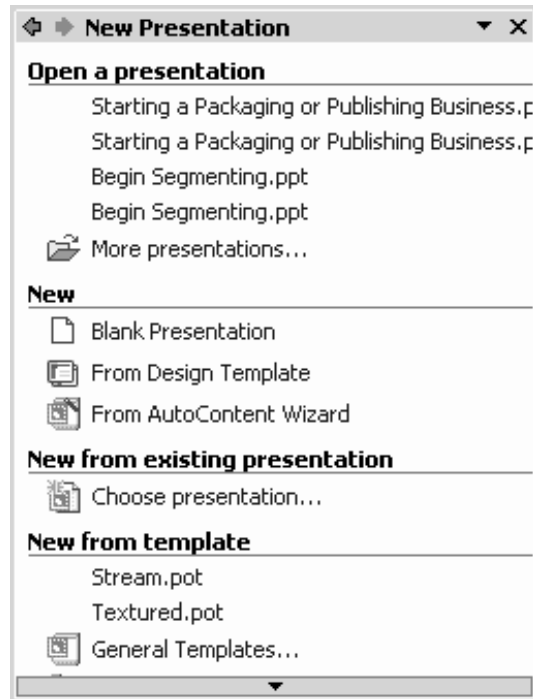 New Presentation
Open a presentation
Starting a Packaging or Publishing Business.p
Starting a Packaging or Publishing Business.p
Begin Segmenting.ppt
Begin Segmenting.ppt
More presentations...
New
Blank Presentation
From Design Template
From AutoContent Wizard
New from existing presentation
Choose presentation...
New from template
Stream.pot
Textured.pot
General Templates...